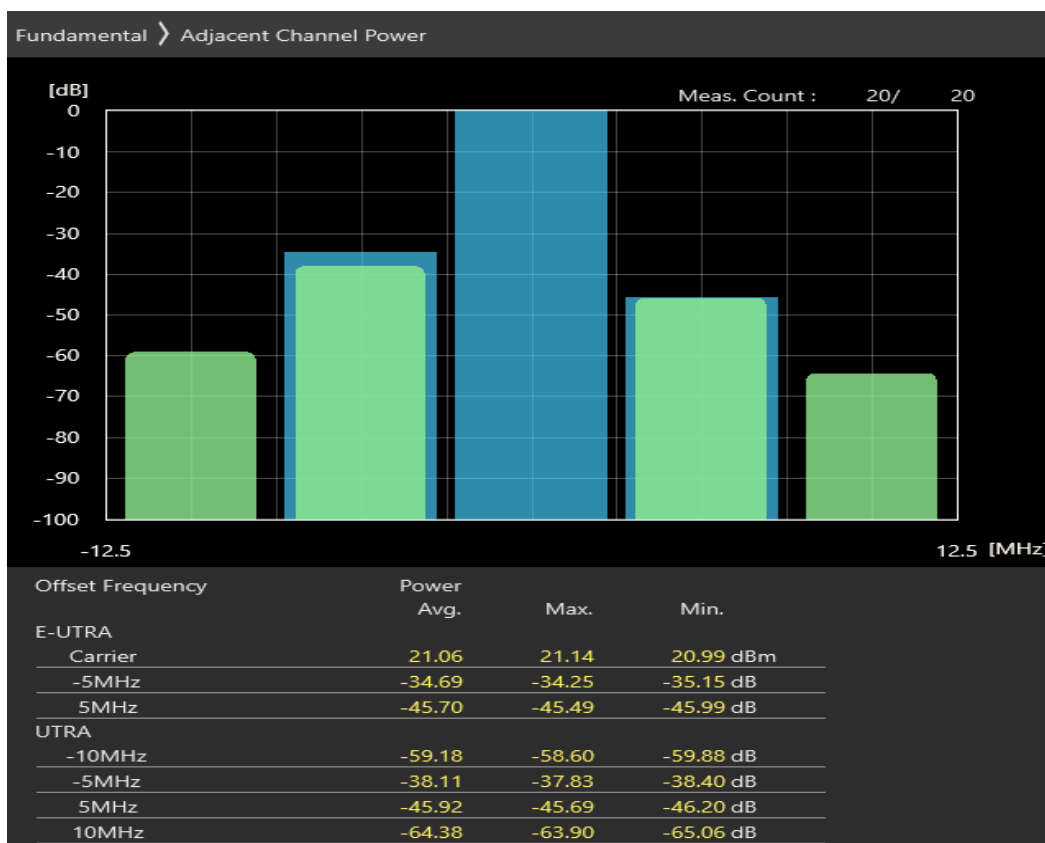 Fundamental 〉 Adjacent Channel Power
[dB]
Meas. Count : 20/ 20
0
-10
-20
-30
-40
-50
-60
-70
-80
-90
-100
-12.5 12.5 [MHz]
Offset Frequency Power
Avg. Max. Min.
E-UTRA
Carrier 21.06 21.14 20.99 dBm
-5MHz -34.69 -34.25 -35.15 dB
5MHz -45.70 -45.49 -45.99 dB
UTRA
-10MHz -59.18 -58.60 -59.88 dB
-5MHz -38.11 -37.83 -38.40 dB
5MHz -45.92 -45.69 -46.20 dB
10MHz -64.38 -63.90 -65.06 dB